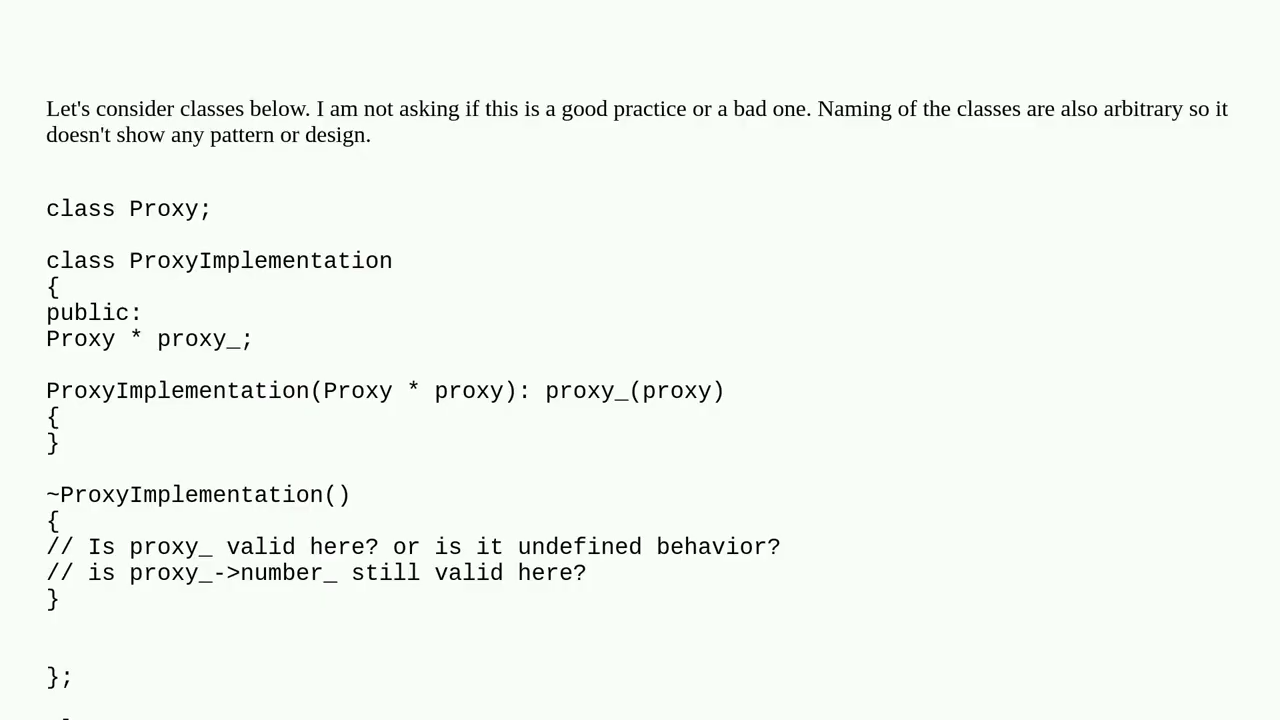 Let's consider classes below. I am not asking if this is a good practice or a bad one. Naming of the classes are also arbitrary so it
doesn't show any pattern or design.
class Proxy;
class ProxyImplementation
{
public:
Proxy * proxy_;
ProxyImplementation(Proxy * proxy): proxy_(proxy)
{
}
~ProxyImplementation()
{
// Is proxy_ valid here? or is it undefined behavior?
// is proxy_->number_ still valid here?
}
};